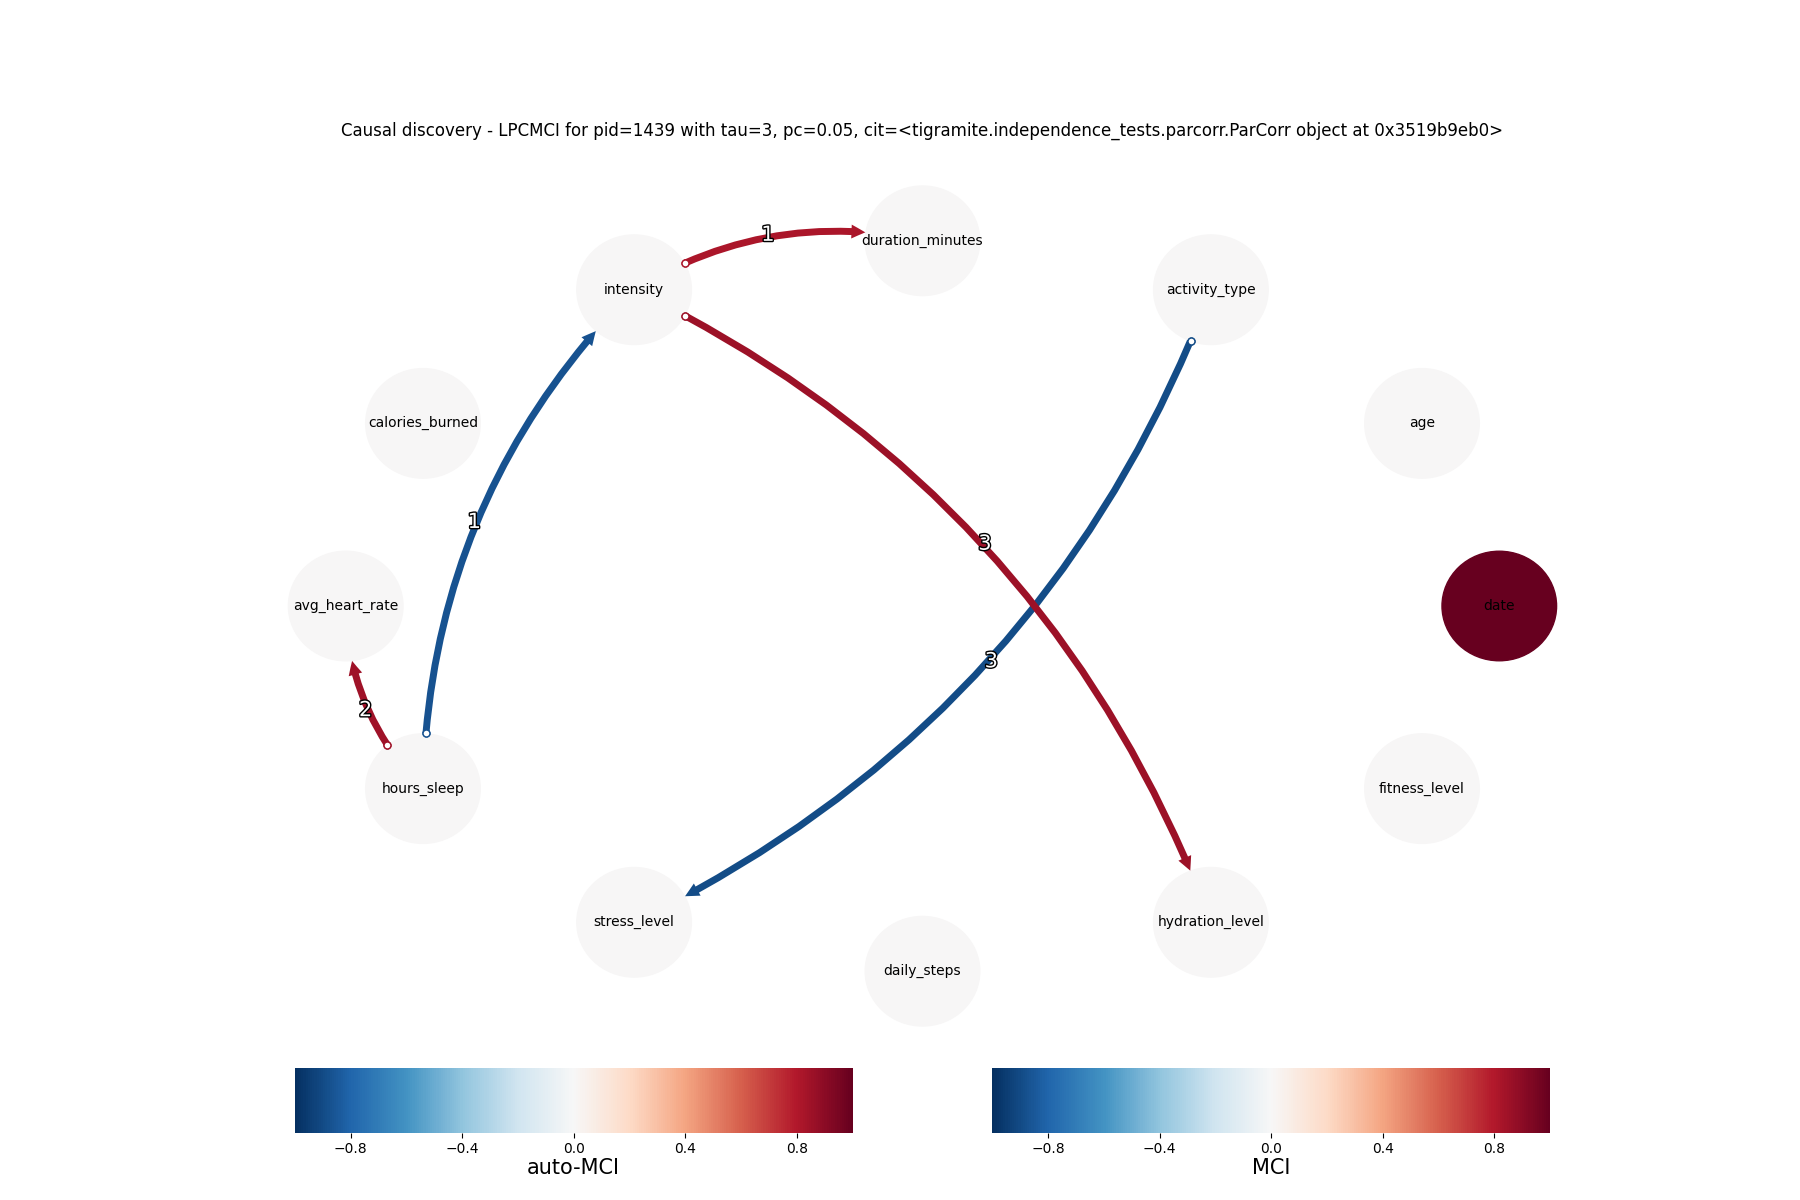 Causal discovery - LPCMCI for pid=1439 with tau=3, pc=0.05, cit=<tigramite.independence_tests.parcorr.ParCorr object at 0x3519b9eb0>
duration_minutes
intensity
activity_type
calories_burned
age
avg_heart_rate
date
hours_sleep
fitness_level
stress_level
hydration_level
daily_steps
1
1
3
3
2
−0.8 −0.4 0.0 0.4 0.8
auto-MCI
−0.8 −0.4 0.0 0.4 0.8
MCI